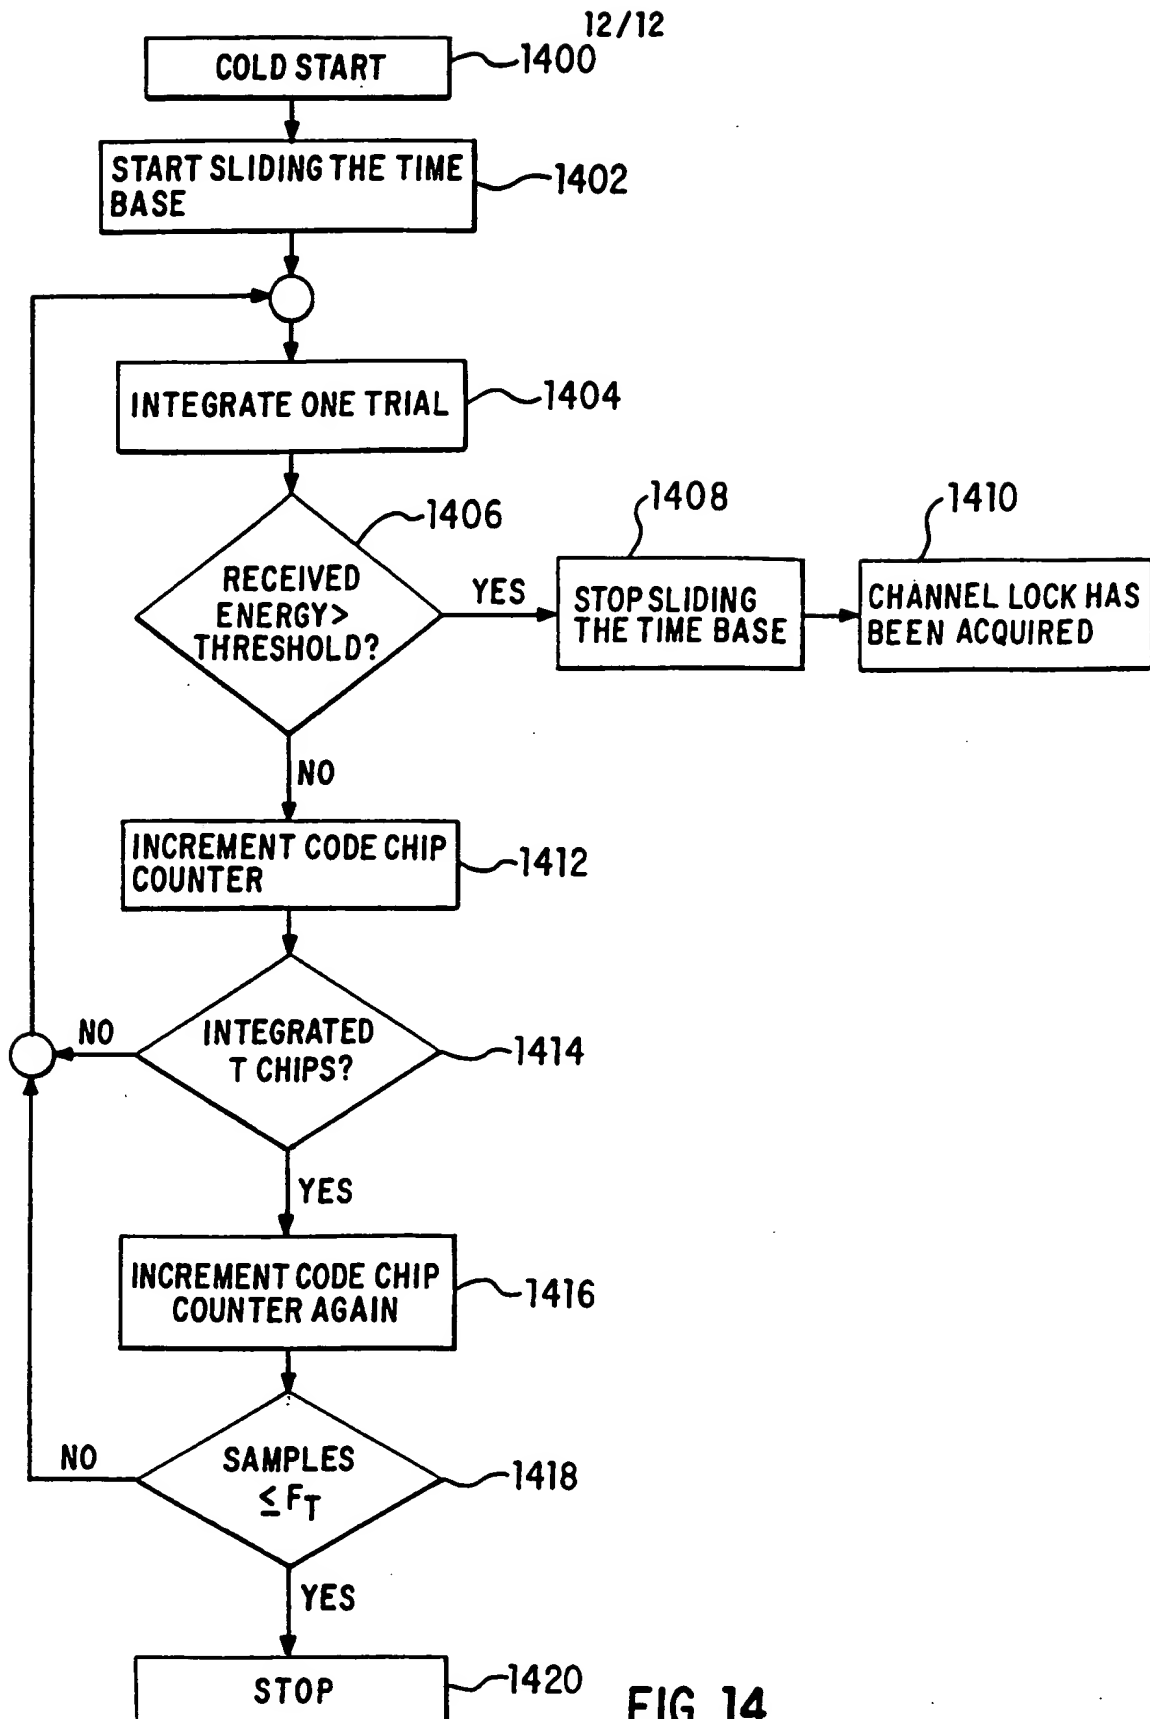 12/12
COLD START
1400
START SLIDING THE TIME
BASE
1402
INTEGRATE ONE TRIAL
1404
1406
RECEIVED
ENERGY>
THRESHOLD?
YES
1408
STOP SLIDING
THE TIME BASE
1410
CHANNEL LOCK HAS
BEEN ACQUIRED
NO
INCREMENT CODE CHIP
COUNTER
1412
NO
INTEGRATED
T CHIPS?
1414
YES
INCREMENT CODE CHIP
COUNTER AGAIN
1416
NO
SAMPLES
≤ FT
1418
YES
STOP
1420
FIG 14